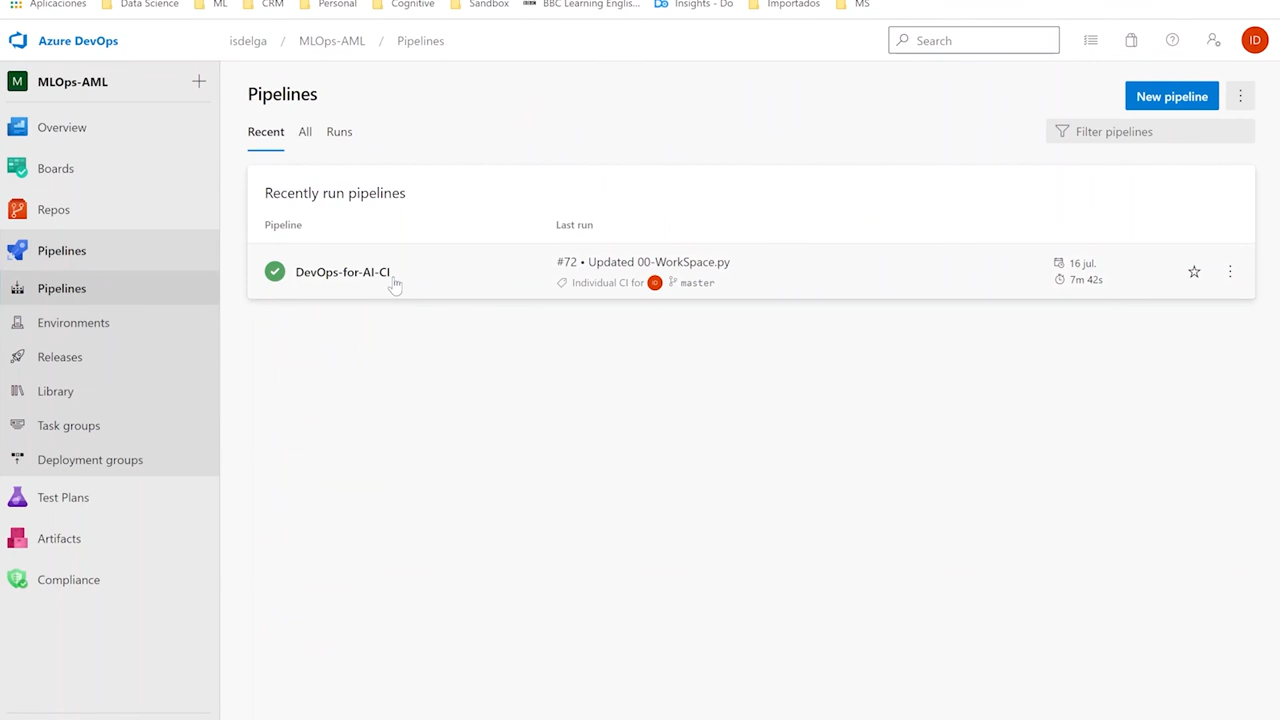 Aplicaciones Data Science ML CRM Personal Cognitive Sandbox BBC Learning Englis... Insights - Do Importados MS
Azure DevOps isdelga / MLOps-AML / Pipelines Search ID
M MLOps-AML
Pipelines New pipeline
Overview
Recent All Runs Filter pipelines
Boards
Recently run pipelines
Repos
Pipeline Last run
Pipelines
DevOps-for-AI-CI #72 • Updated 00-WorkSpace.py 16 jul.
Individual CI for ID master 7m 42s
Pipelines
Environments
Releases
Library
Task groups
Deployment groups
Test Plans
Artifacts
Compliance